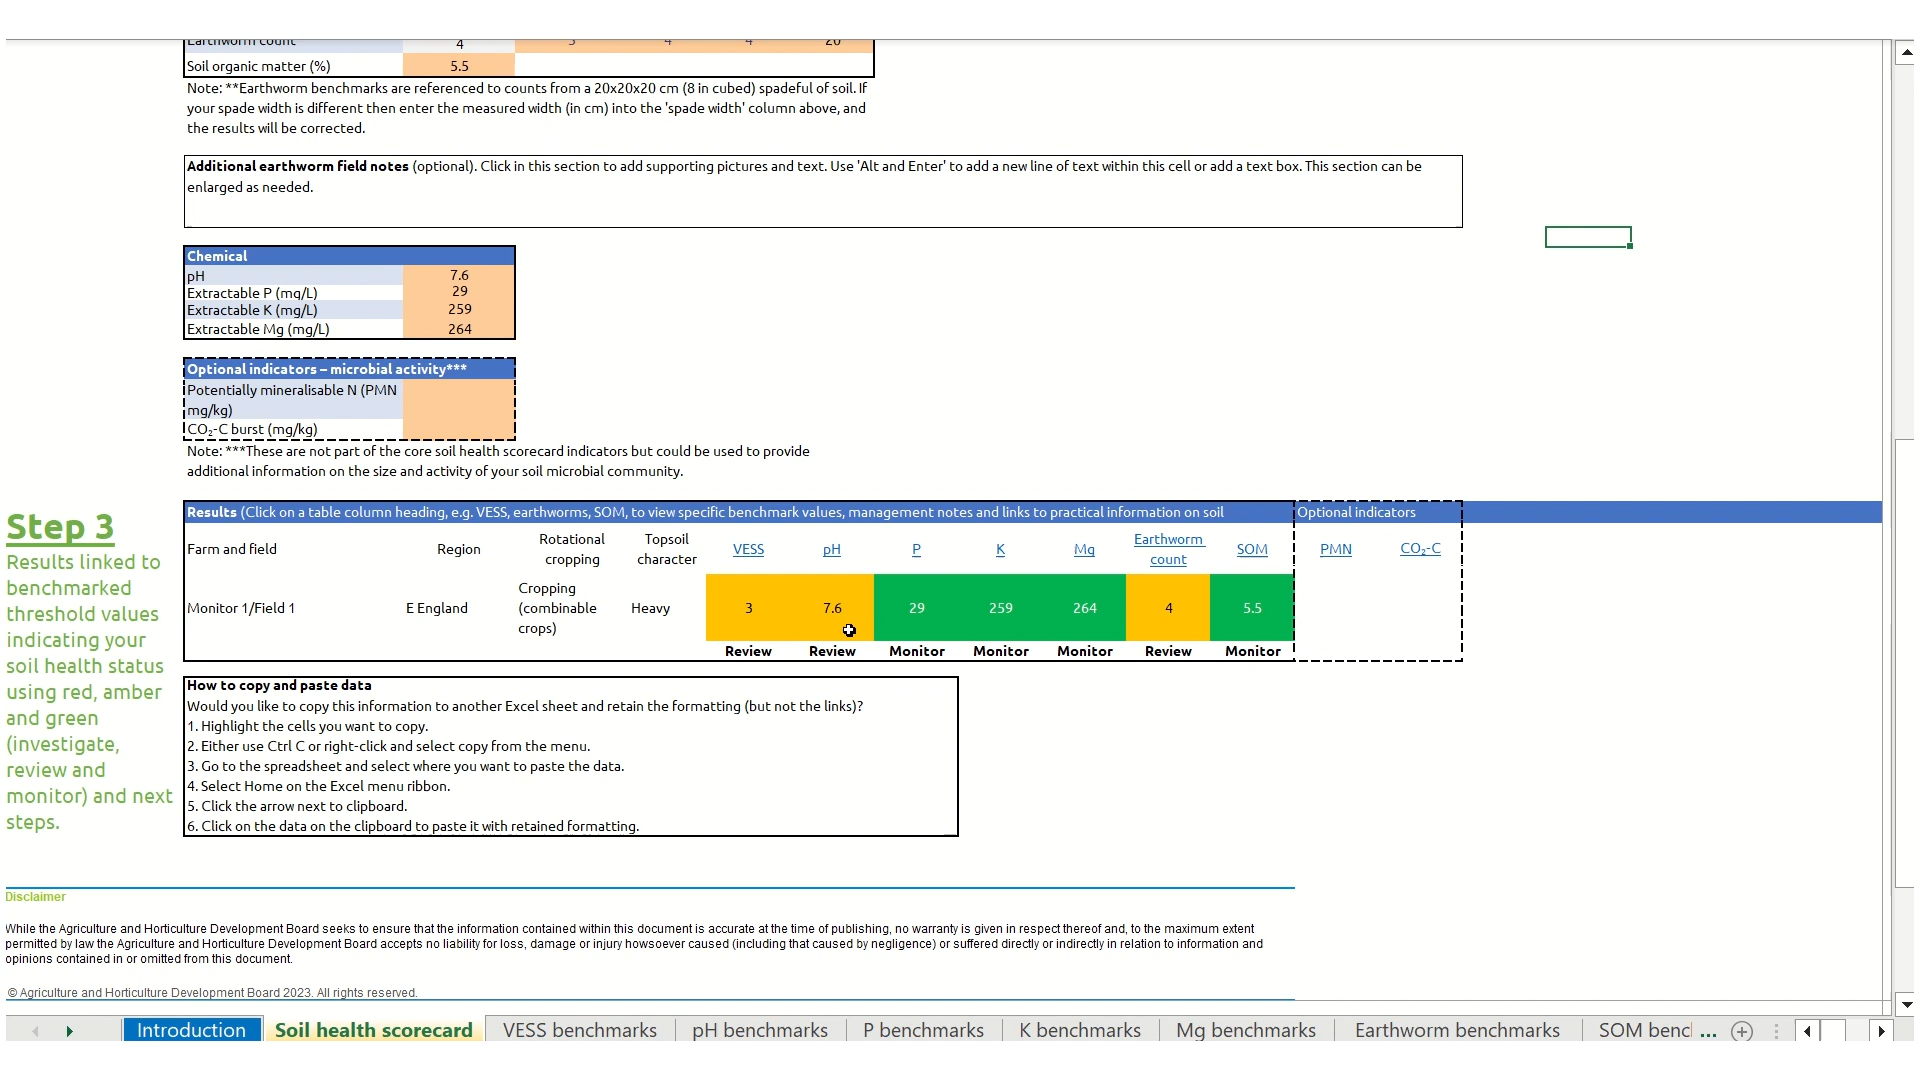 Earthworm count 4 3 4 4 20
Soil organic matter (%) 5.5
Note: **Earthworm benchmarks are referenced to counts from a 20x20x20 cm (8 in cubed) spadeful of soil. If
your spade width is different then enter the measured width (in cm) into the 'spade width' column above, and
the results will be corrected.
Additional earthworm field notes (optional). Click in this section to add supporting pictures and text. Use 'Alt and Enter' to add a new line of text within this cell or add a text box. This section can be
enlarged as needed.
Chemical
pH 7.6
Extractable P (mg/L) 29
Extractable K (mg/L) 259
Extractable Mg (mg/L) 264
Optional indicators – microbial activity***
Potentially mineralisable N (PMN
mg/kg)
CO₂-C burst (mg/kg)
Note: ***These are not part of the core soil health scorecard indicators but could be used to provide
additional information on the size and activity of your soil microbial community.
Step 3
Results linked to
benchmarked
threshold values
indicating your
soil health status
using red, amber
and green
(investigate,
review and
monitor) and next
steps.
Results (Click on a table column heading, e.g. VESS, earthworms, SOM, to view specific benchmark values, management notes and links to practical information on soil
Optional indicators
Farm and field
Region
Rotational
cropping
Topsoil
character
VESS
pH
P
K
Mg
Earthworm
count
SOM
PMN
CO₂-C
Monitor 1/Field 1
E England
Cropping
(combinable
crops)
Heavy
3
7.6
29
259
264
4
5.5
Review Review Monitor Monitor Monitor Review Monitor
How to copy and paste data
Would you like to copy this information to another Excel sheet and retain the formatting (but not the links)?
1. Highlight the cells you want to copy.
2. Either use Ctrl C or right-click and select copy from the menu.
3. Go to the spreadsheet and select where you want to paste the data.
4. Select Home on the Excel menu ribbon.
5. Click the arrow next to clipboard.
6. Click on the data on the clipboard to paste it with retained formatting.
Disclaimer
While the Agriculture and Horticulture Development Board seeks to ensure that the information contained within this document is accurate at the time of publishing, no warranty is given in respect thereof and, to the maximum extent
permitted by law the Agriculture and Horticulture Development Board accepts no liability for loss, damage or injury howsoever caused (including that caused by negligence) or suffered directly or indirectly in relation to information and
opinions contained in or omitted from this document.
© Agriculture and Horticulture Development Board 2023. All rights reserved.
Introduction Soil health scorecard VESS benchmarks pH benchmarks P benchmarks K benchmarks Mg benchmarks Earthworm benchmarks SOM benc ...